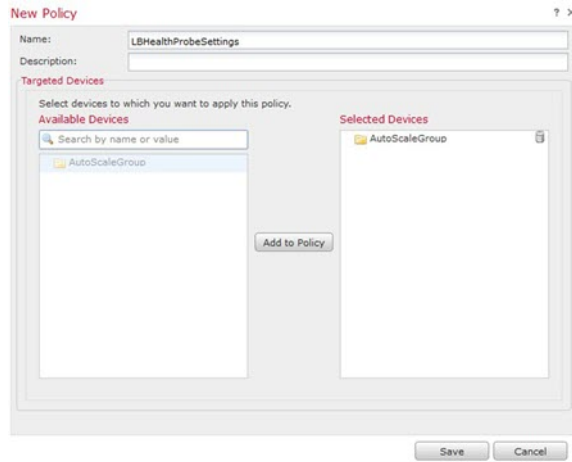 New Policy ? x
Name: LBHealthProbeSettings
Description:
Targeted Devices
Select devices to which you want to apply this policy.
Available Devices
Search by name or value
AutoScaleGroup
Add to Policy
Selected Devices
AutoScaleGroup
Save Cancel